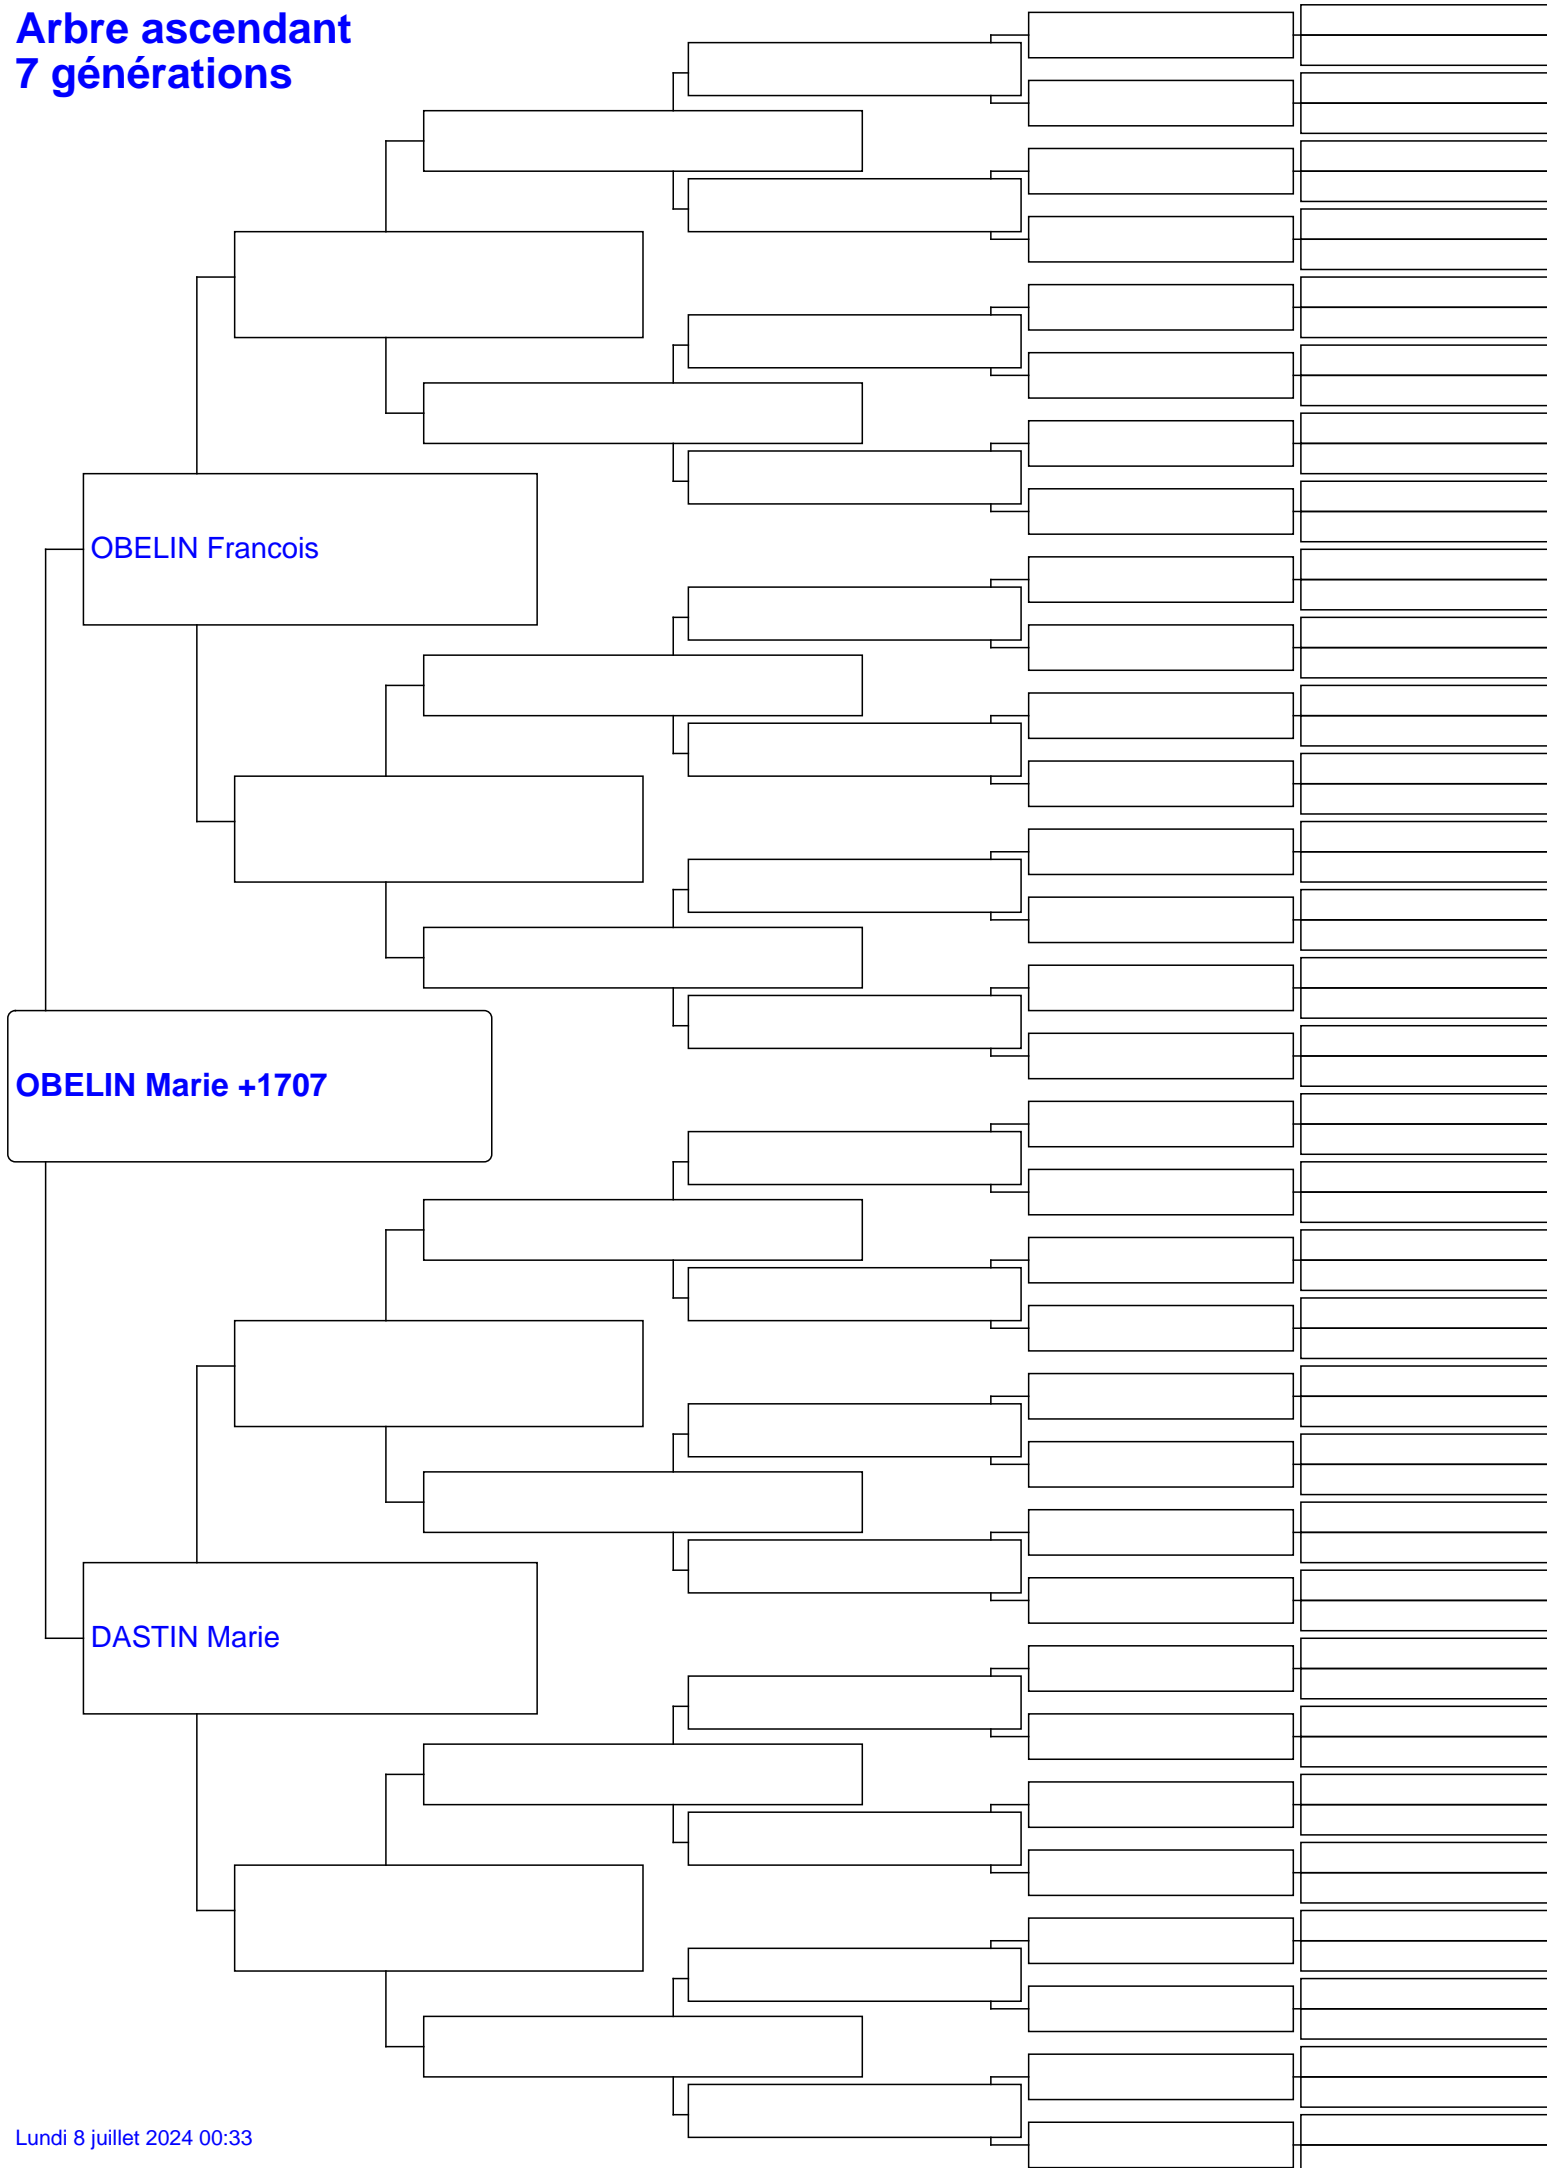 Arbre ascendant
7 générations
OBELIN Francois
OBELIN Marie +1707
DASTIN Marie
Lundi 8 juillet 2024 00:33